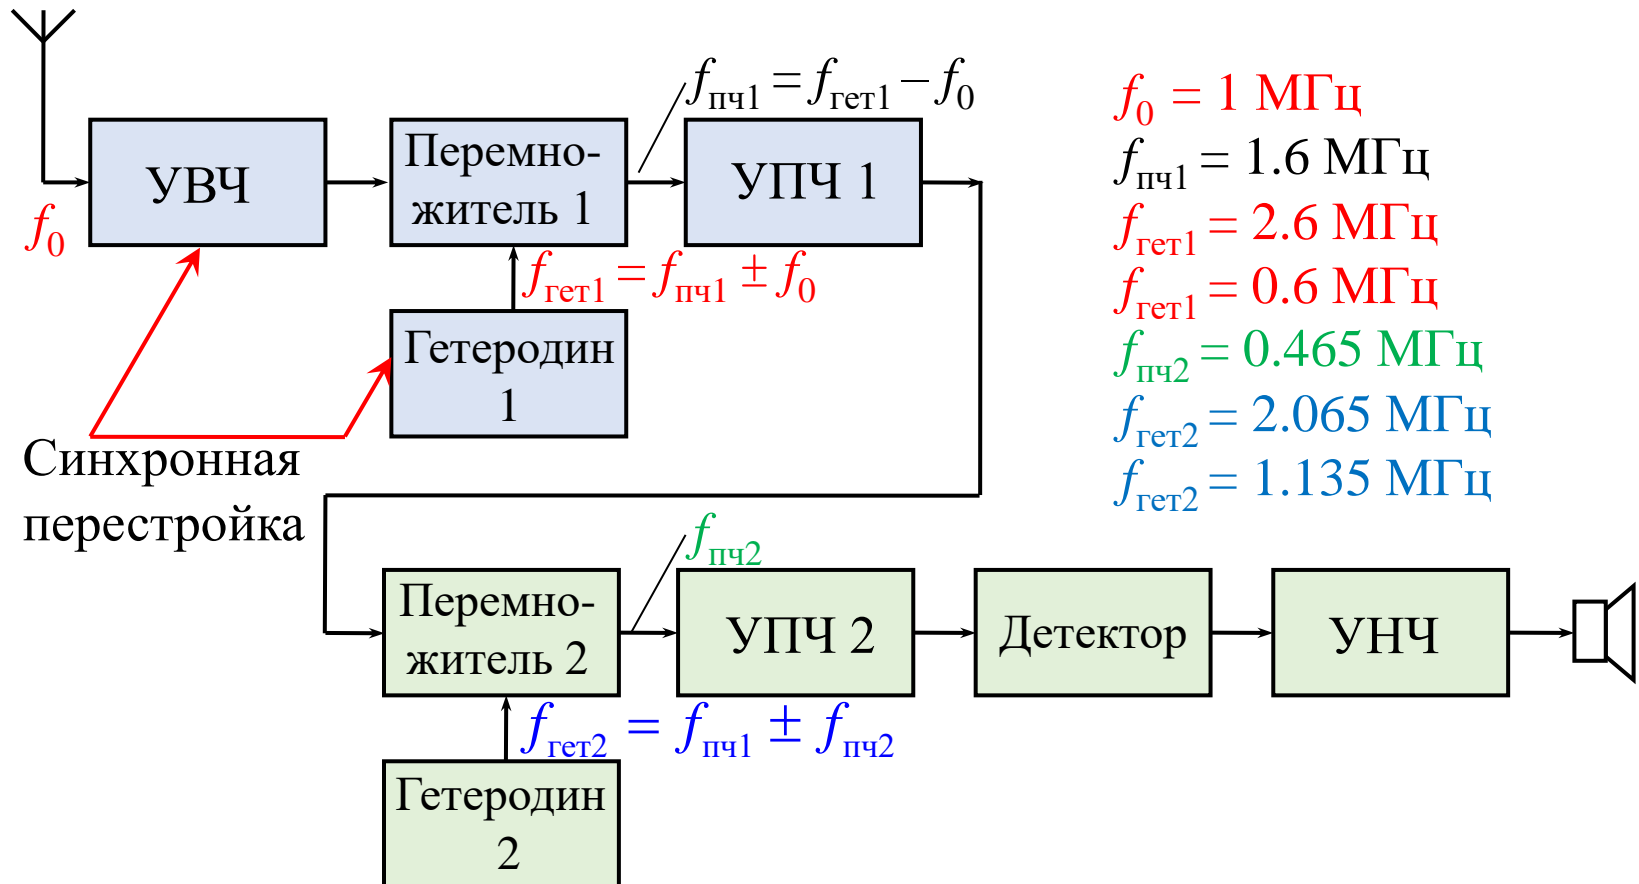 fпч1 = fгет1 – f0
УВЧ
Перемно-
житель 1
УПЧ 1
f0
fгет1 = fпч1 ± f0
Гетеродин
1
Синхронная
перестройка
f0 = 1 МГц
fпч1 = 1.6 МГц
fгет1 = 2.6 МГц
fгет1 = 0.6 МГц
fпч2 = 0.465 МГц
fгет2 = 2.065 МГц
fгет2 = 1.135 МГц
fпч2
Перемно-
житель 2
УПЧ 2
Детектор
УНЧ
fгет2 = fпч1 ± fпч2
Гетеродин
2